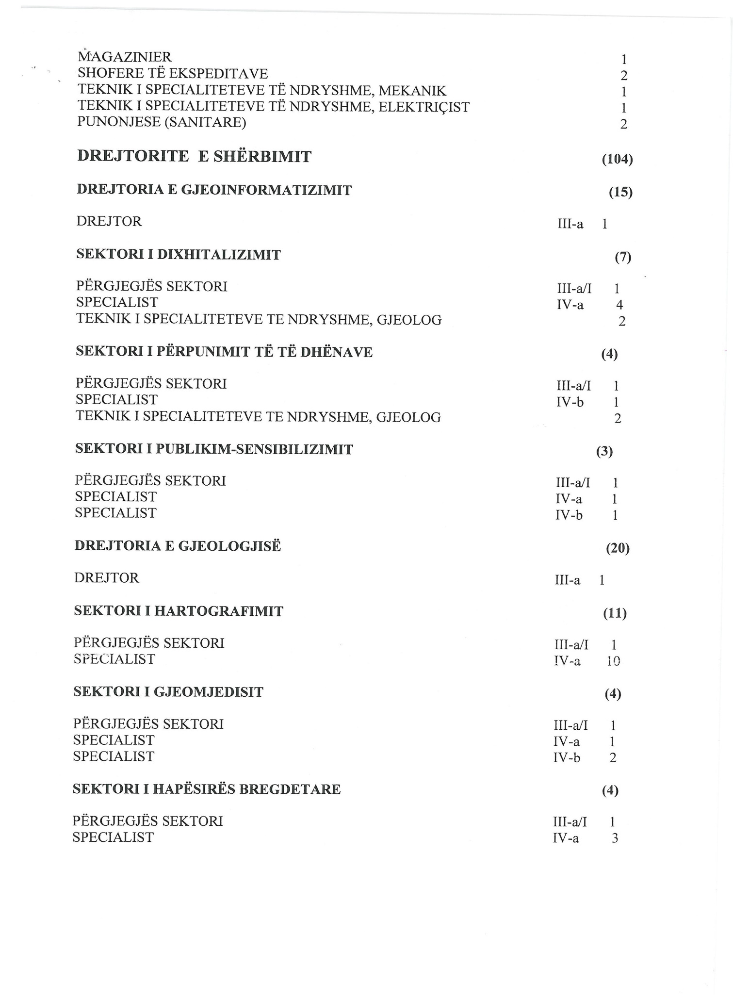 MAGAZINIER 1
SHOFERE TË EKSPEDITAVE 2
TEKNIK I SPECIALITETEVE TË NDRYSHME, MEKANIK 1
TEKNIK I SPECIALITETEVE TË NDRYSHME, ELEKTRIÇIST 1
PUNONJESE (SANITARE) 2
DREJTORITE E SHËRBIMIT (104)
DREJTORIA E GJEOINFORMATIZIMIT (15)
DREJTOR III-a 1
SEKTORI I DIXHITALIZIMIT (7)
PËRGJEGJËS SEKTORI III-a/I 1
SPECIALIST IV-a 4
TEKNIK I SPECIALITETEVE TE NDRYSHME, GJEOLOG 2
SEKTORI I PËRPUNIMIT TË TË DHËNAVE (4)
PËRGJEGJËS SEKTORI III-a/I 1
SPECIALIST IV-b 1
TEKNIK I SPECIALITETEVE TE NDRYSHME, GJEOLOG 2
SEKTORI I PUBLIKIM-SENSIBILIZIMIT (3)
PËRGJEGJËS SEKTORI III-a/I 1
SPECIALIST IV-a 1
SPECIALIST IV-b 1
DREJTORIA E GJEOLOGJISË (20)
DREJTOR III-a 1
SEKTORI I HARTOGRAFIMIT (11)
PËRGJEGJËS SEKTORI III-a/I 1
SPECIALIST IV-a 10
SEKTORI I GJEOMJEDISIT (4)
PËRGJEGJËS SEKTORI III-a/I 1
SPECIALIST IV-a 1
SPECIALIST IV-b 2
SEKTORI I HAPËSIRËS BREGDETARE (4)
PËRGJEGJËS SEKTORI III-a/I 1
SPECIALIST IV-a 3